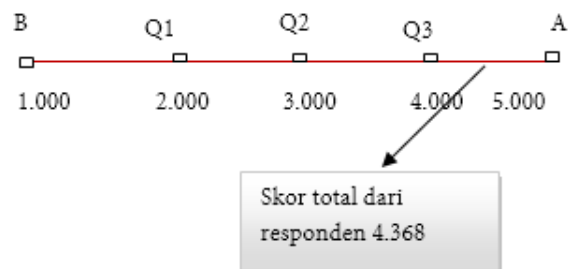 B Q1 Q2 Q3 A
1.000 2.000 3.000 4.000 5.000
Skor total dari
responden 4.368